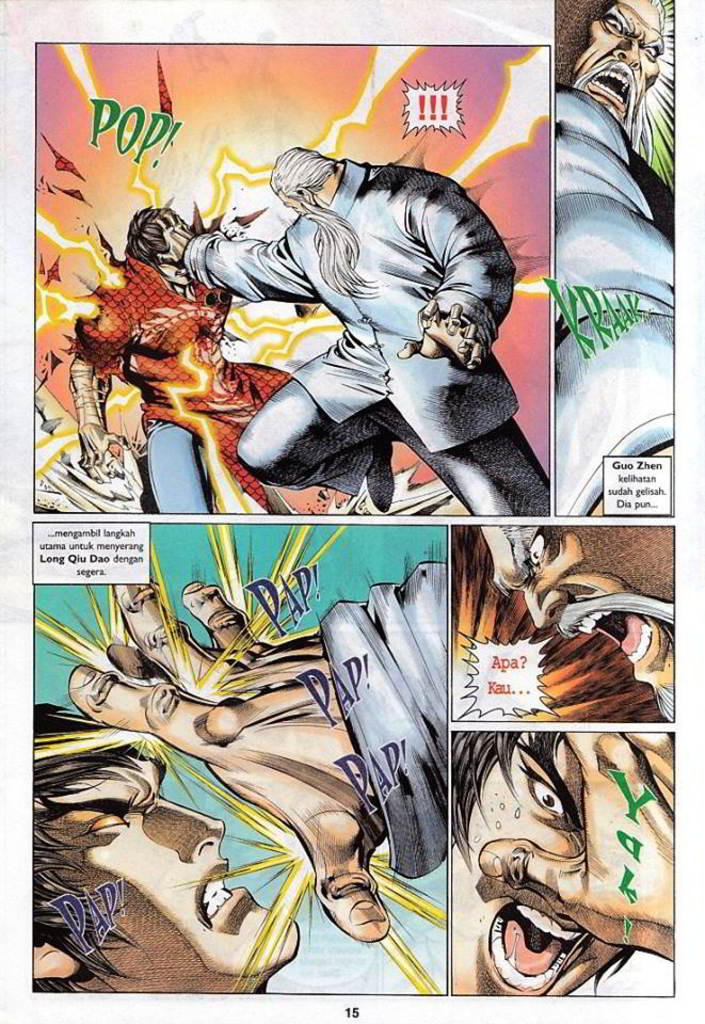 POP!
!!!
KRAAK
Guo Zhen
kelihatan
sudah gelisah.
Dia pun...
...mengambil langkah
utama untuk menyerang
Long Qiu Dao dengan
segera.
PAP!
PAP!
PAP!
PAP!
Apa?
Kau...
YAK!
15